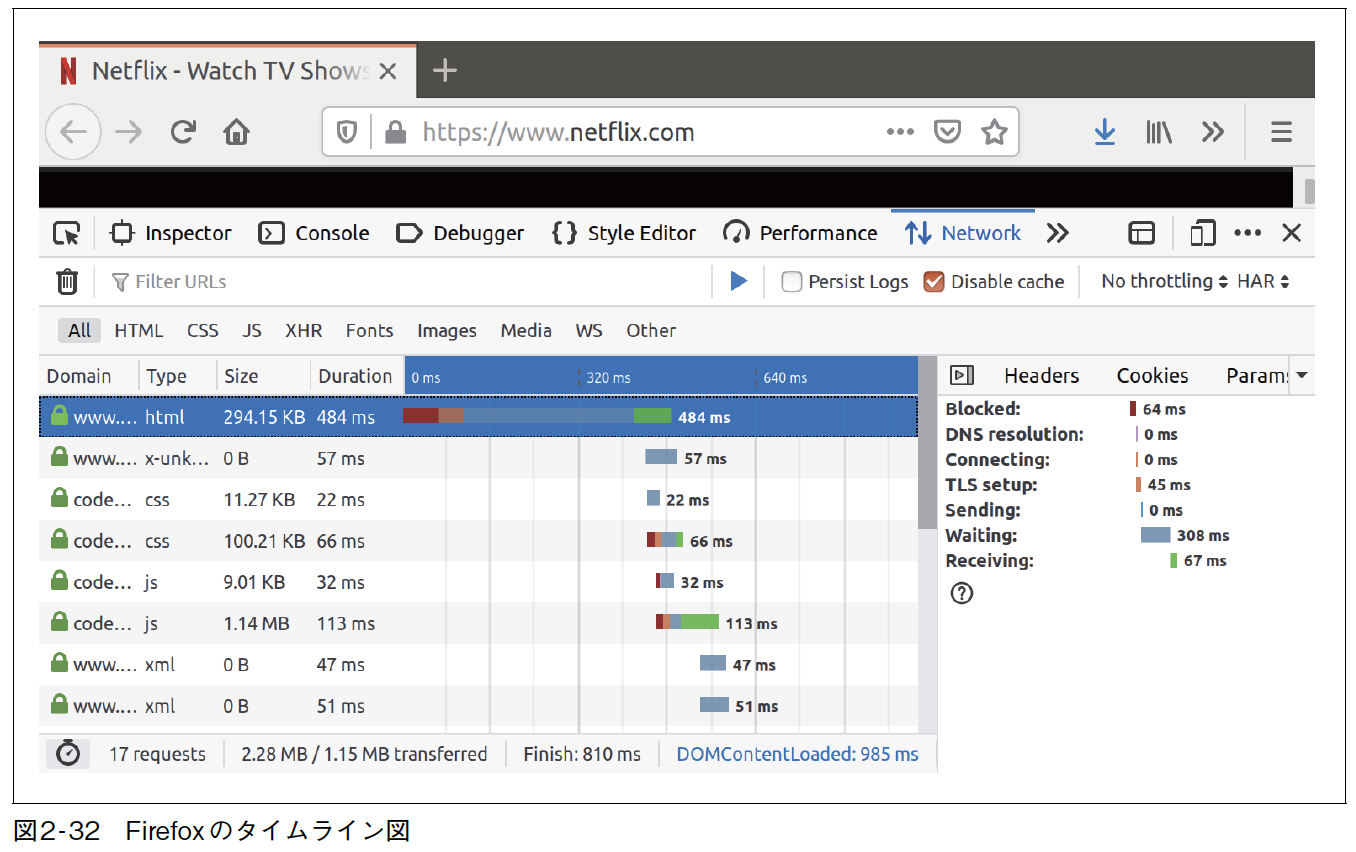 Netflix - Watch TV Shows
https://www.netflix.com
Inspector Console Debugger {} Style Editor Performance Network
Filter URLs Persist Logs Disable cache No throttling HAR
All HTML CSS JS XHR Fonts Images Media WS Other
Domain Type Size Duration 0 ms 320 ms 640 ms Headers Cookies Params
www.... html 294.15 KB 484 ms 484 ms
www.... x-unk... 0 B 57 ms 57 ms
code... css 11.27 KB 22 ms 22 ms
code... css 100.21 KB 66 ms 66 ms
code... js 9.01 KB 32 ms 32 ms
code... js 1.14 MB 113 ms 113 ms
www.... xml 0 B 47 ms 47 ms
www.... xml 0 B 51 ms 51 ms
Blocked: 64 ms
DNS resolution: 0 ms
Connecting: 0 ms
TLS setup: 45 ms
Sending: 0 ms
Waiting: 308 ms
Receiving: 67 ms
17 requests 2.28 MB / 1.15 MB transferred Finish: 810 ms DOMContentLoaded: 985 ms
図2-32 Firefoxのタイムライン図